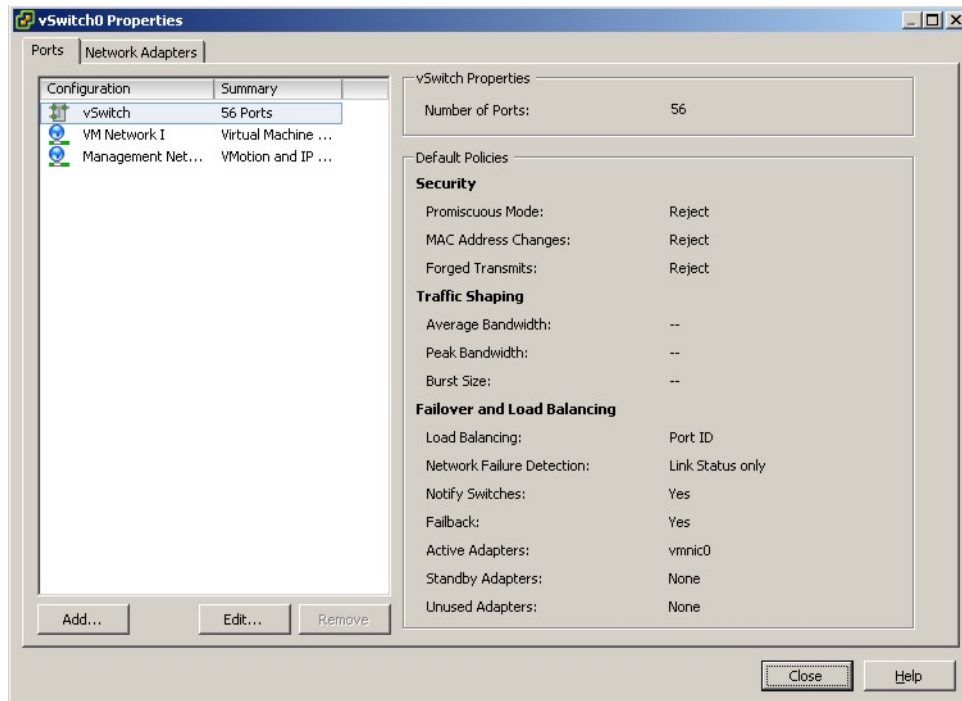 vSwitch0 Properties
Ports Network Adapters
Configuration Summary
vSwitch 56 Ports
VM Network I Virtual Machine ...
Management Net... VMotion and IP ...
Add... Edit... Remove
vSwitch Properties
Number of Ports: 56
Default Policies
Security
Promiscuous Mode: Reject
MAC Address Changes: Reject
Forged Transmits: Reject
Traffic Shaping
Average Bandwidth: --
Peak Bandwidth: --
Burst Size: --
Failover and Load Balancing
Load Balancing: Port ID
Network Failure Detection: Link Status only
Notify Switches: Yes
Failback: Yes
Active Adapters: vmnic0
Standby Adapters: None
Unused Adapters: None
Close Help